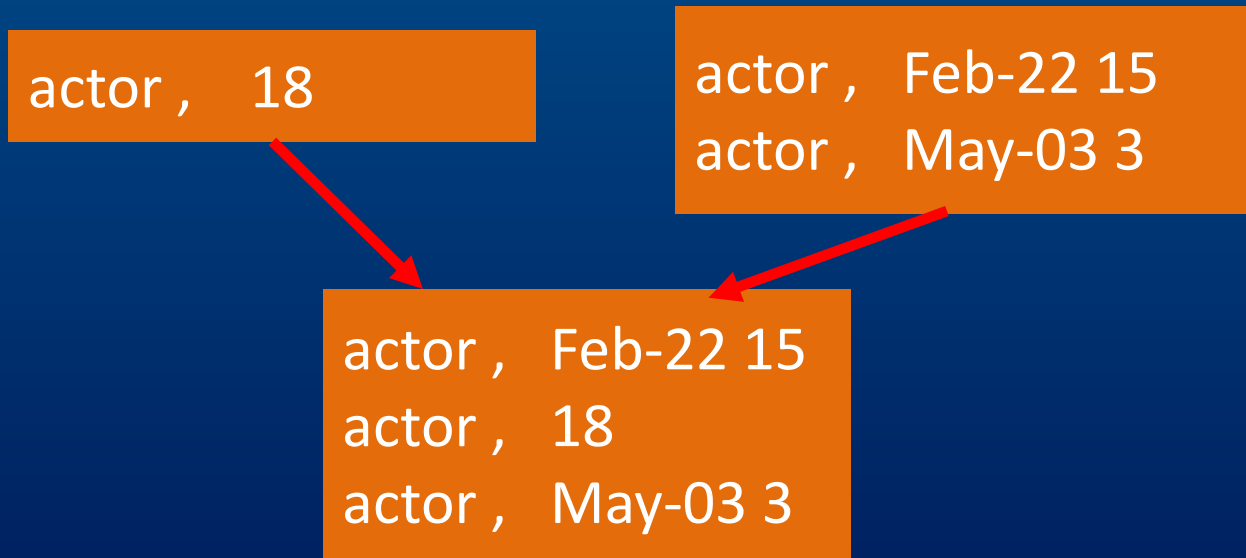 actor ,   18
actor ,   Feb-22 15
actor ,   May-03 3
actor ,   Feb-22 15
actor ,   18
actor ,   May-03 3